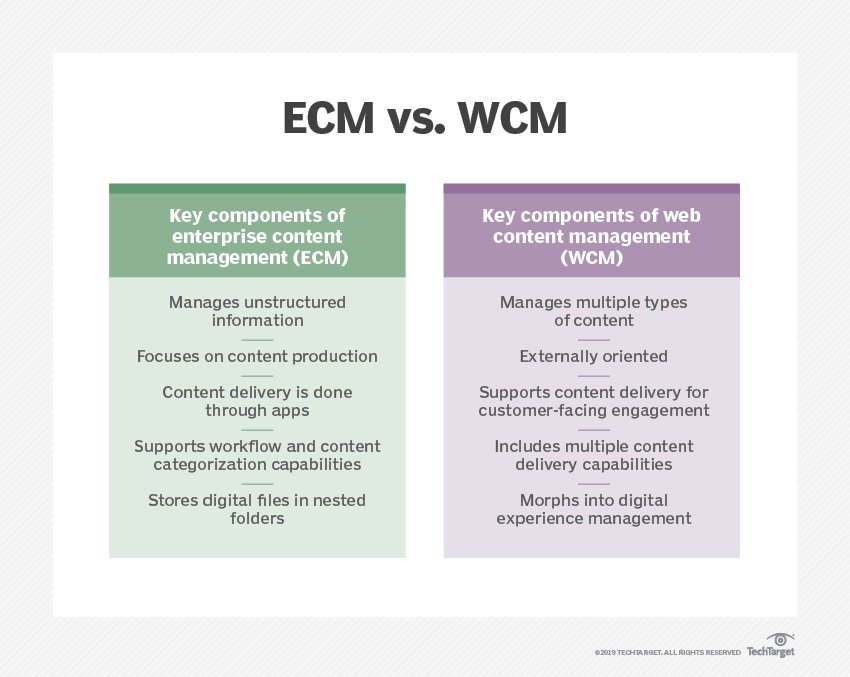 ECM vs. WCM
Key components of
enterprise content
management (ECM)
Manages unstructured
information
Focuses on content production
Content delivery is done
through apps
Supports workflow and content
categorization capabilities
Stores digital files in nested
folders
Key components of web
content management
(WCM)
Manages multiple types
of content
Externally oriented
Supports content delivery for
customer-facing engagement
Includes multiple content
delivery capabilities
Morphs into digital
experience management
©2019 TECHTARGET. ALL RIGHTS RESERVED TechTarget